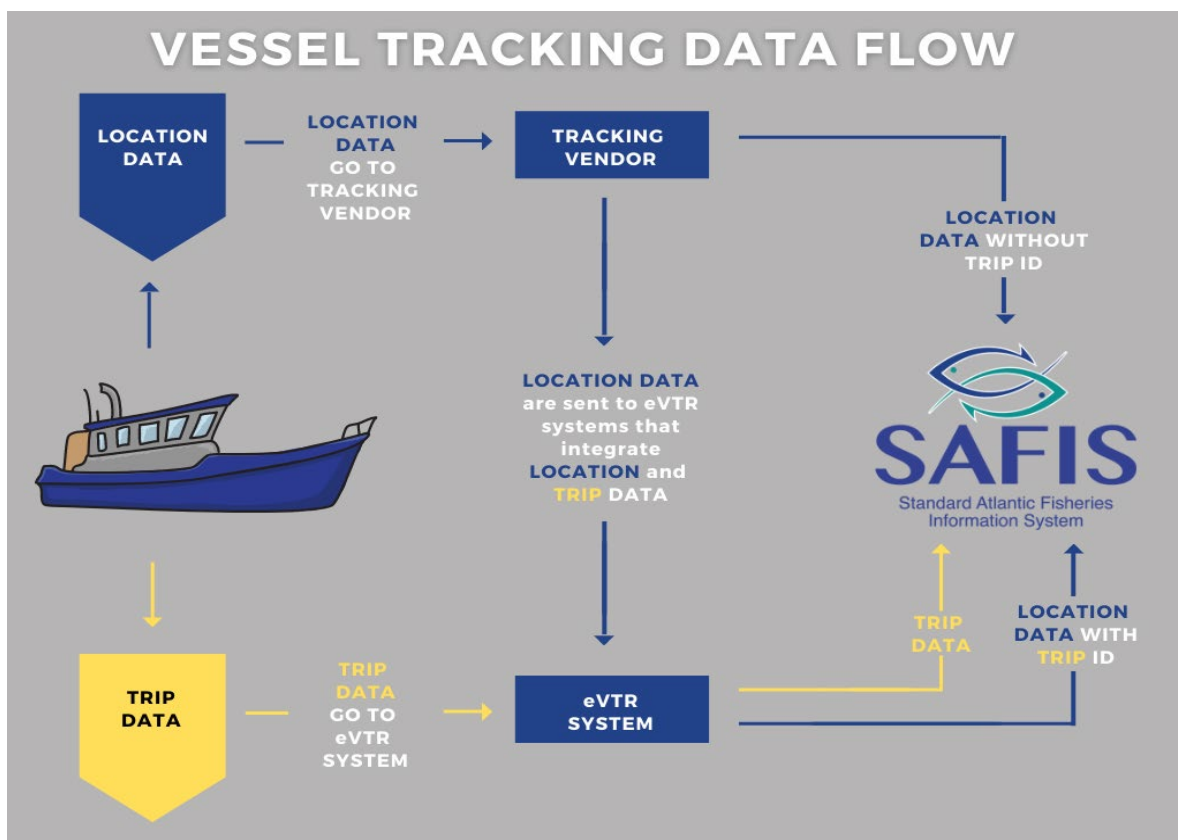 VESSEL TRACKING DATA FLOW
LOCATION
DATA
LOCATION
DATA
GO TO
TRACKING
VENDOR
TRACKING
VENDOR
LOCATION
DATA WITHOUT
TRIP ID
LOCATION DATA
are sent to eVTR
systems that
integrate
LOCATION and
TRIP DATA
SAFIS
Standard Atlantic Fisheries
Information System
TRIP
DATA
TRIP
DATA
GO TO
eVTR
SYSTEM
eVTR
SYSTEM
TRIP
DATA
LOCATION
DATA WITH
TRIP ID